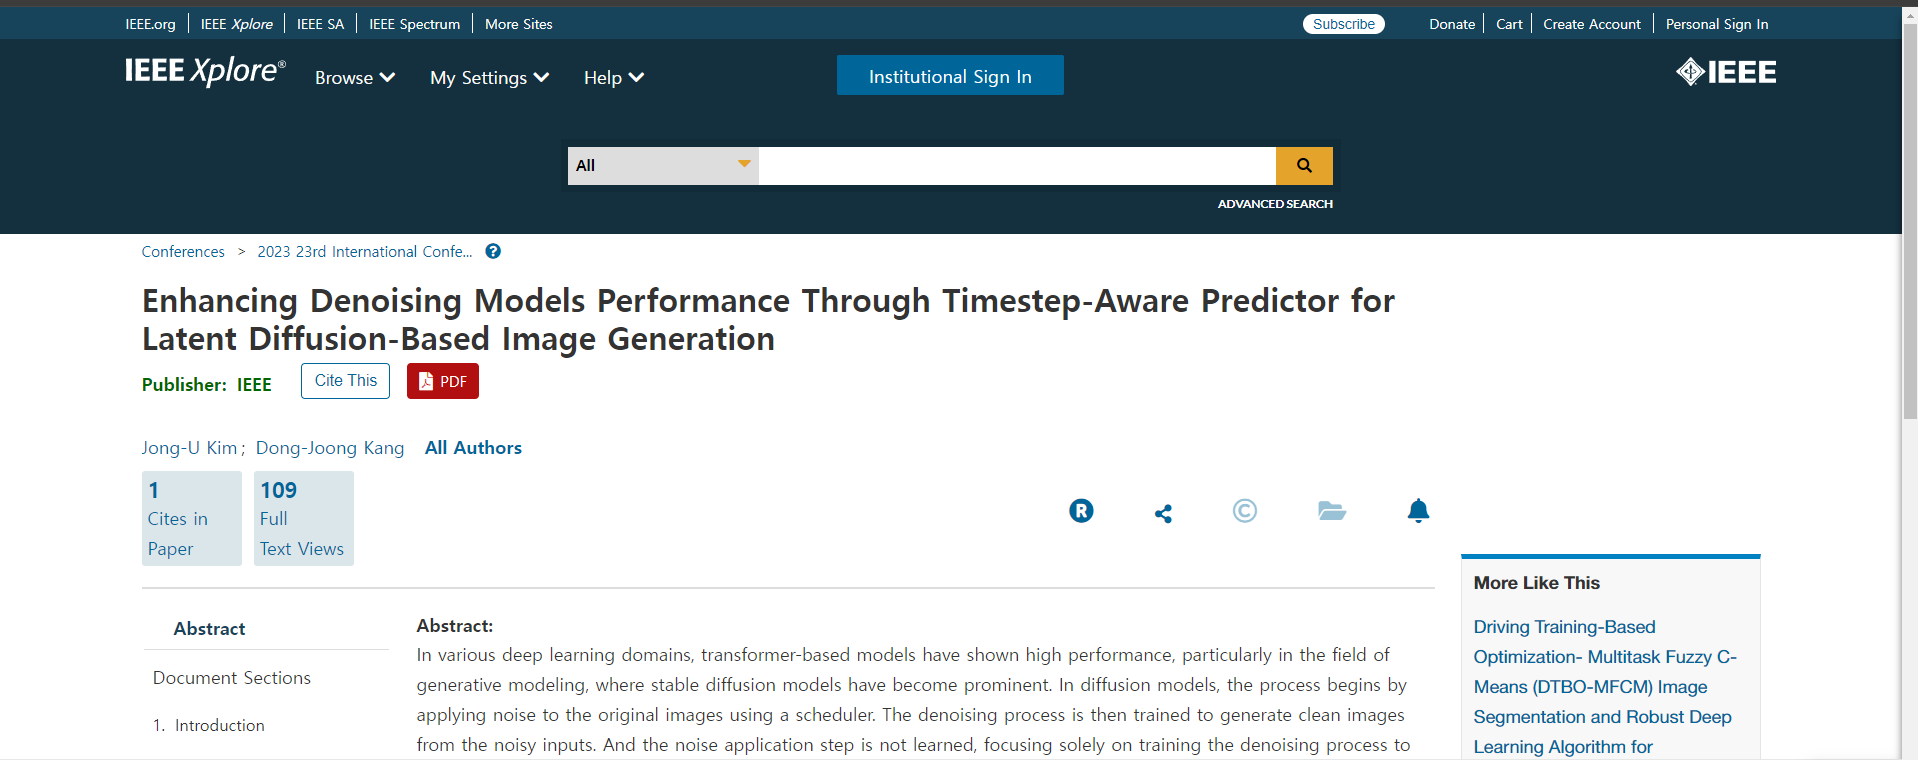 IEEE.org IEEE Xplore IEEE SA IEEE Spectrum More Sites Subscribe Donate Cart Create Account Personal Sign In
IEEE Xplore® Browse My Settings Help Institutional Sign In IEEE
All
ADVANCED SEARCH
Conferences > 2023 23rd International Confe... ?
Enhancing Denoising Models Performance Through Timestep-Aware Predictor for
Latent Diffusion-Based Image Generation
Publisher: IEEE Cite This PDF
Jong-U Kim; Dong-Joong Kang All Authors
1
Cites in
Paper
109
Full
Text Views
R ©
Abstract
Document Sections
1. Introduction
Abstract:
In various deep learning domains, transformer-based models have shown high performance, particularly in the field of
generative modeling, where stable diffusion models have become prominent. In diffusion models, the process begins by
applying noise to the original images using a scheduler. The denoising process is then trained to generate clean images
from the noisy inputs. And the noise application step is not learned, focusing solely on training the denoising process to
More Like This
Driving Training-Based
Optimization- Multitask Fuzzy C-
Means (DTBO-MFCM) Image
Segmentation and Robust Deep
Learning Algorithm for